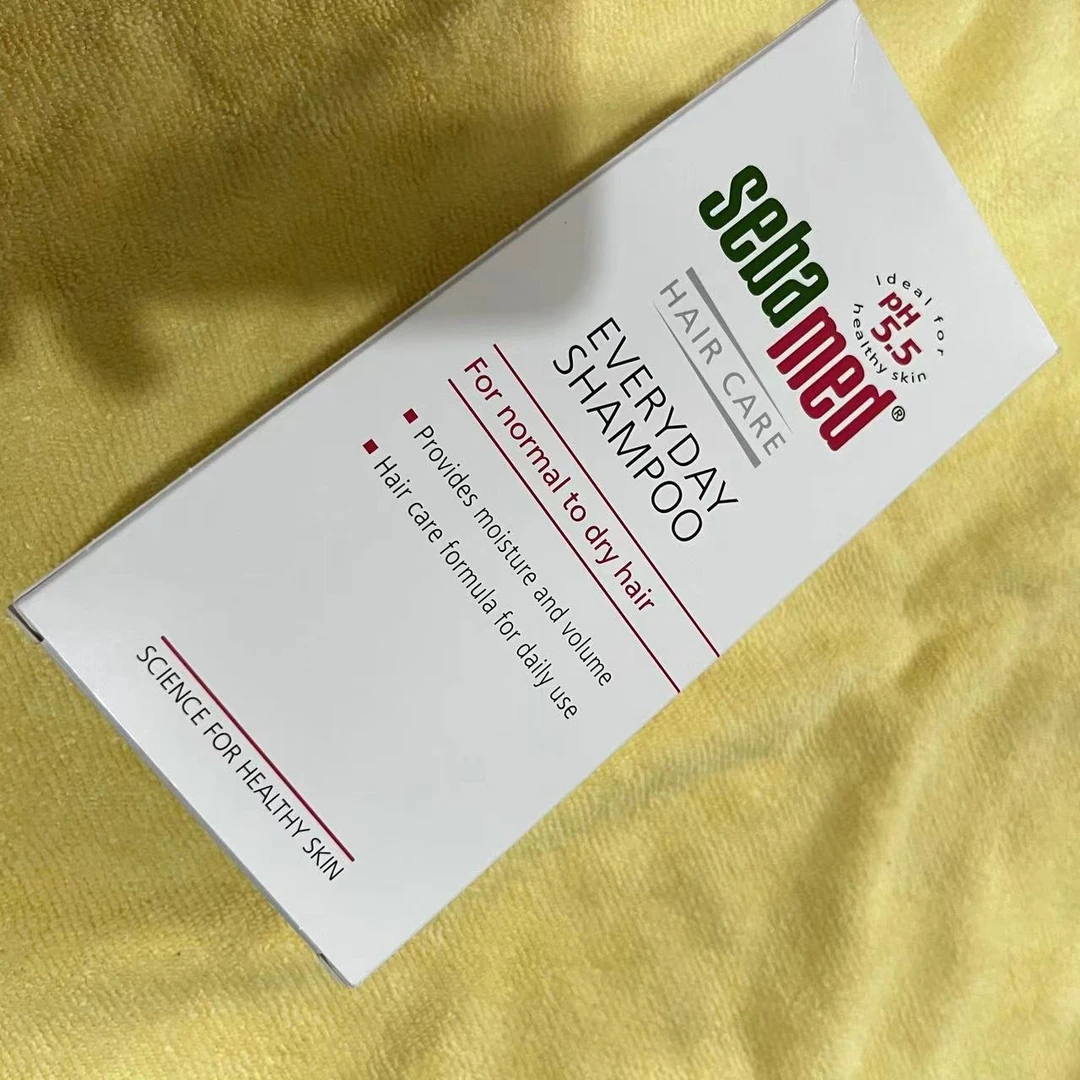 sebamed®
Ideal for
pH
5.5
healthy skin
HAIR CARE
EVERYDAY
SHAMPOO
For normal to dry hair
Provides moisture and volume
Hair care formula for daily use
SCIENCE FOR HEALTHY SKIN